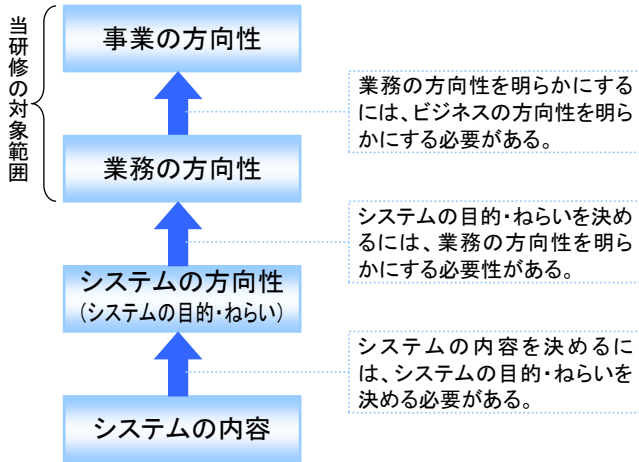 当研修の対象範囲
事業の方向性
業務の方向性を明らかにする
には、ビジネスの方向性を明ら
かにする必要がある。
業務の方向性
システムの目的・ねらいを決め
るには、業務の方向性を明ら
かにする必要性がある。
システムの方向性
(システムの目的・ねらい)
システムの内容を決めるに
は、システムの目的・ねらいを
決める必要がある。
システムの内容